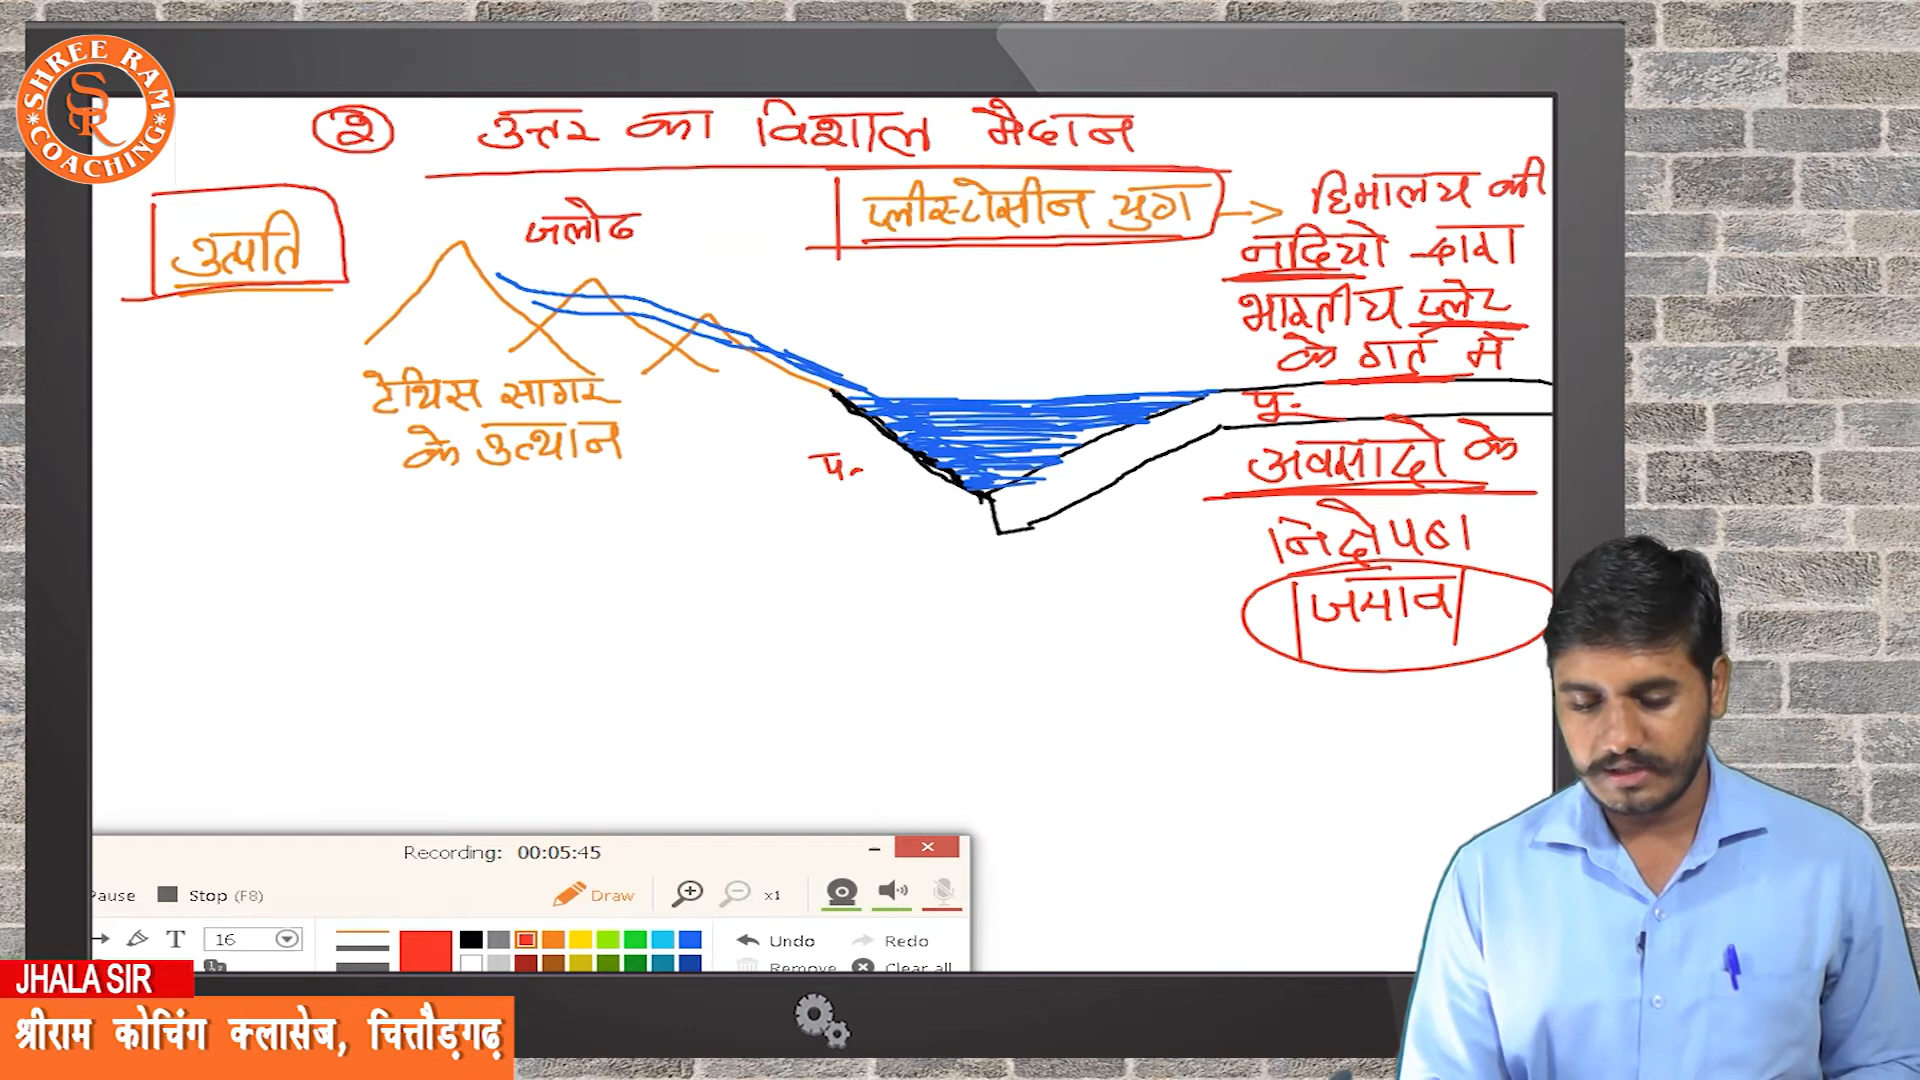 SHREE RAM
SR
COACHING
२ उत्तर का विशाल मैदान
उत्पति
जलोढ
प्लीस्टोसीन युग → हिमालय की
नदियो द्वारा
भारतीय प्लेट
के गर्त मे
टेथिस सागर
के उत्थान
प.
पू.
अवसादो के
निक्षेपण
जमाव
Recording: 00:05:45
Pause Stop (F8) Draw x1
T 16 Undo Redo
Remove Clear all
JHALA SIR
श्रीराम कोचिंग क्लासेज, चित्तौड़गढ़